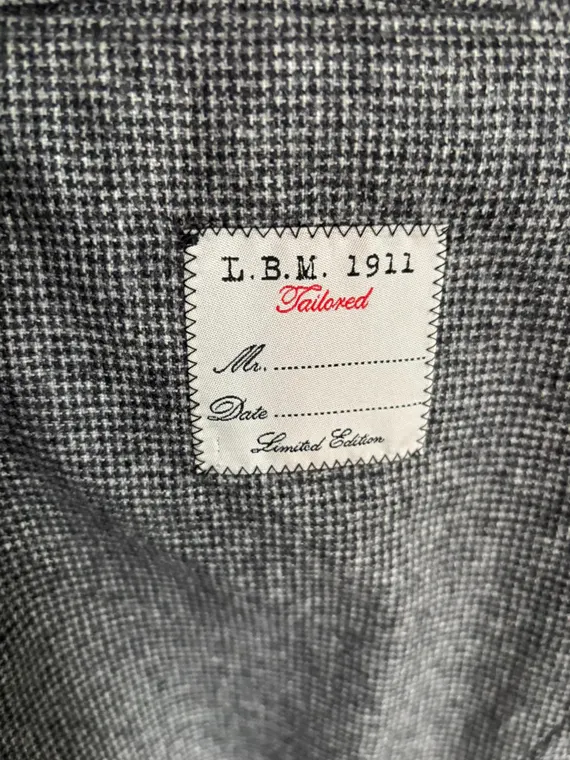 L.B.M. 1911
Tailored
Mr. ........................
Date ........................
Limited Edition